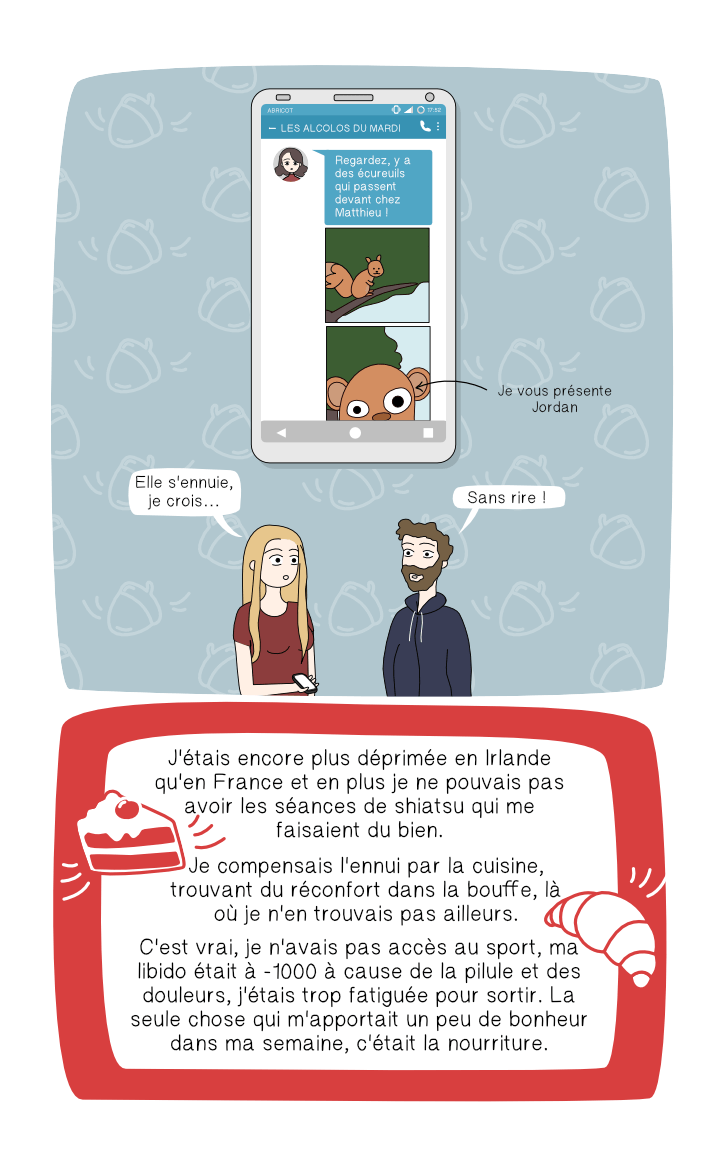 ABRICOT
17:52
LES ALCOLOS DU MARDI
Regardez, y a
des écureuils
qui passent
devant chez
Matthieu !
Je vous présente
Jordan
Elle s'ennuie,
je crois...
Sans rire !
J'étais encore plus déprimée en Irlande
qu'en France et en plus je ne pouvais pas
avoir les séances de shiatsu qui me
faisaient du bien.
Je compensais l'ennui par la cuisine,
trouvant du réconfort dans la bouffe, là
où je n'en trouvais pas ailleurs.
C'est vrai, je n'avais pas accès au sport, ma
libido était à -1000 à cause de la pilule et des
douleurs, j'étais trop fatiguée pour sortir. La
seule chose qui m'apportait un peu de bonheur
dans ma semaine, c'était la nourriture.